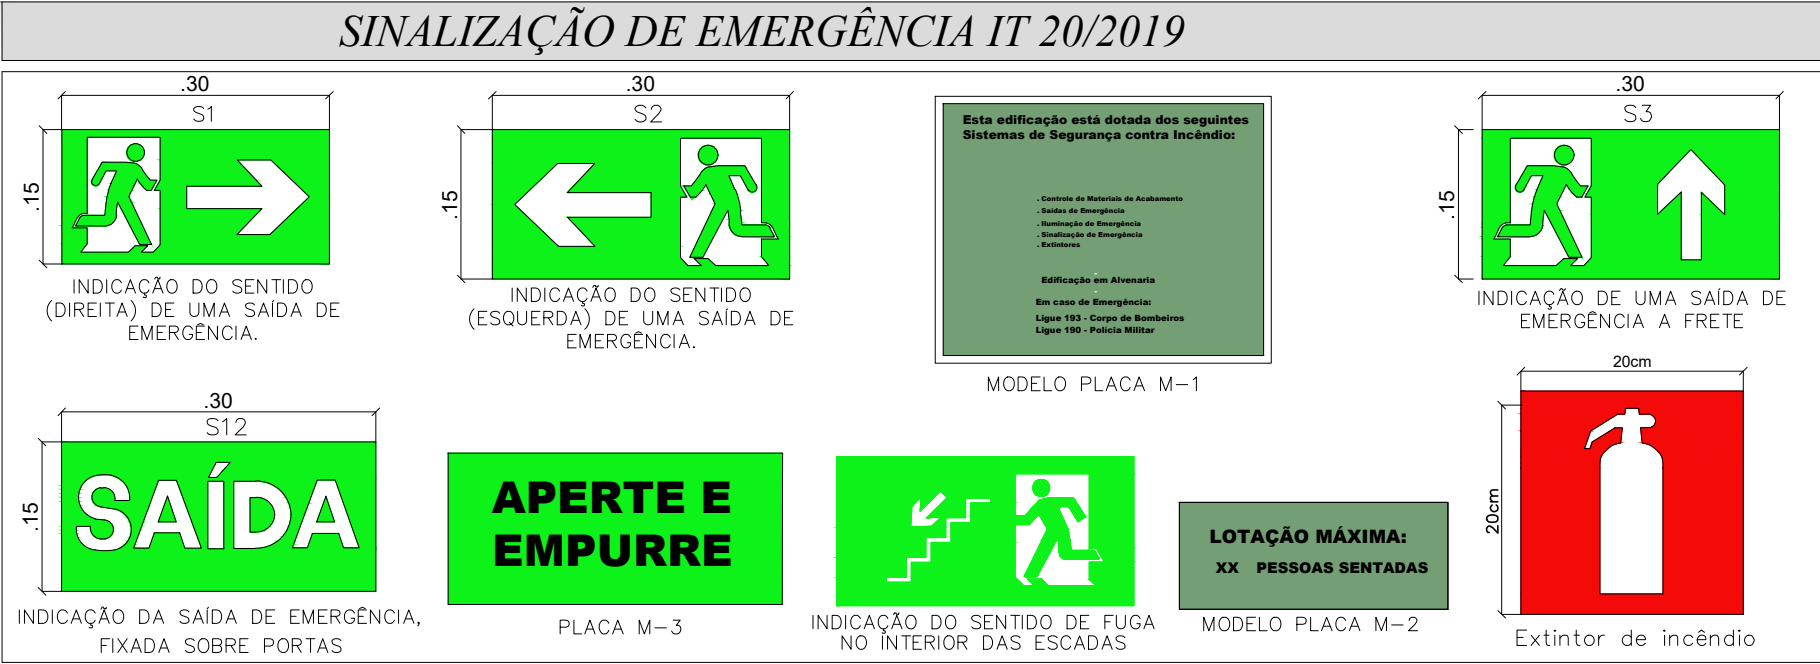 SINALIZAÇÃO DE EMERGÊNCIA IT 20/2019
.30
S1
.15
INDICAÇÃO DO SENTIDO
(DIREITA) DE UMA SAÍDA DE
EMERGÊNCIA.
.30
S2
.15
INDICAÇÃO DO SENTIDO
(ESQUERDA) DE UMA SAÍDA DE
EMERGÊNCIA.
Esta edificação está dotada dos seguintes
Sistemas de Segurança contra Incêndio:
. Controle de Materiais de Acabamento
. Saídas de Emergência
. Iluminação de Emergência
. Sinalização de Emergência
. Extintores
Edificação em Alvenaria
Em caso de Emergência:
Ligue 193 - Corpo de Bombeiros
Ligue 190 - Polícia Militar
MODELO PLACA M-1
.30
S3
.15
INDICAÇÃO DE UMA SAÍDA DE
EMERGÊNCIA A FRETE
.30
S12
.15
SAÍDA
INDICAÇÃO DA SAÍDA DE EMERGÊNCIA,
FIXADA SOBRE PORTAS
APERTE E
EMPURRE
PLACA M-3
INDICAÇÃO DO SENTIDO DE FUGA
NO INTERIOR DAS ESCADAS
LOTAÇÃO MÁXIMA:
XX PESSOAS SENTADAS
MODELO PLACA M-2
20cm
20cm
Extintor de incêndio